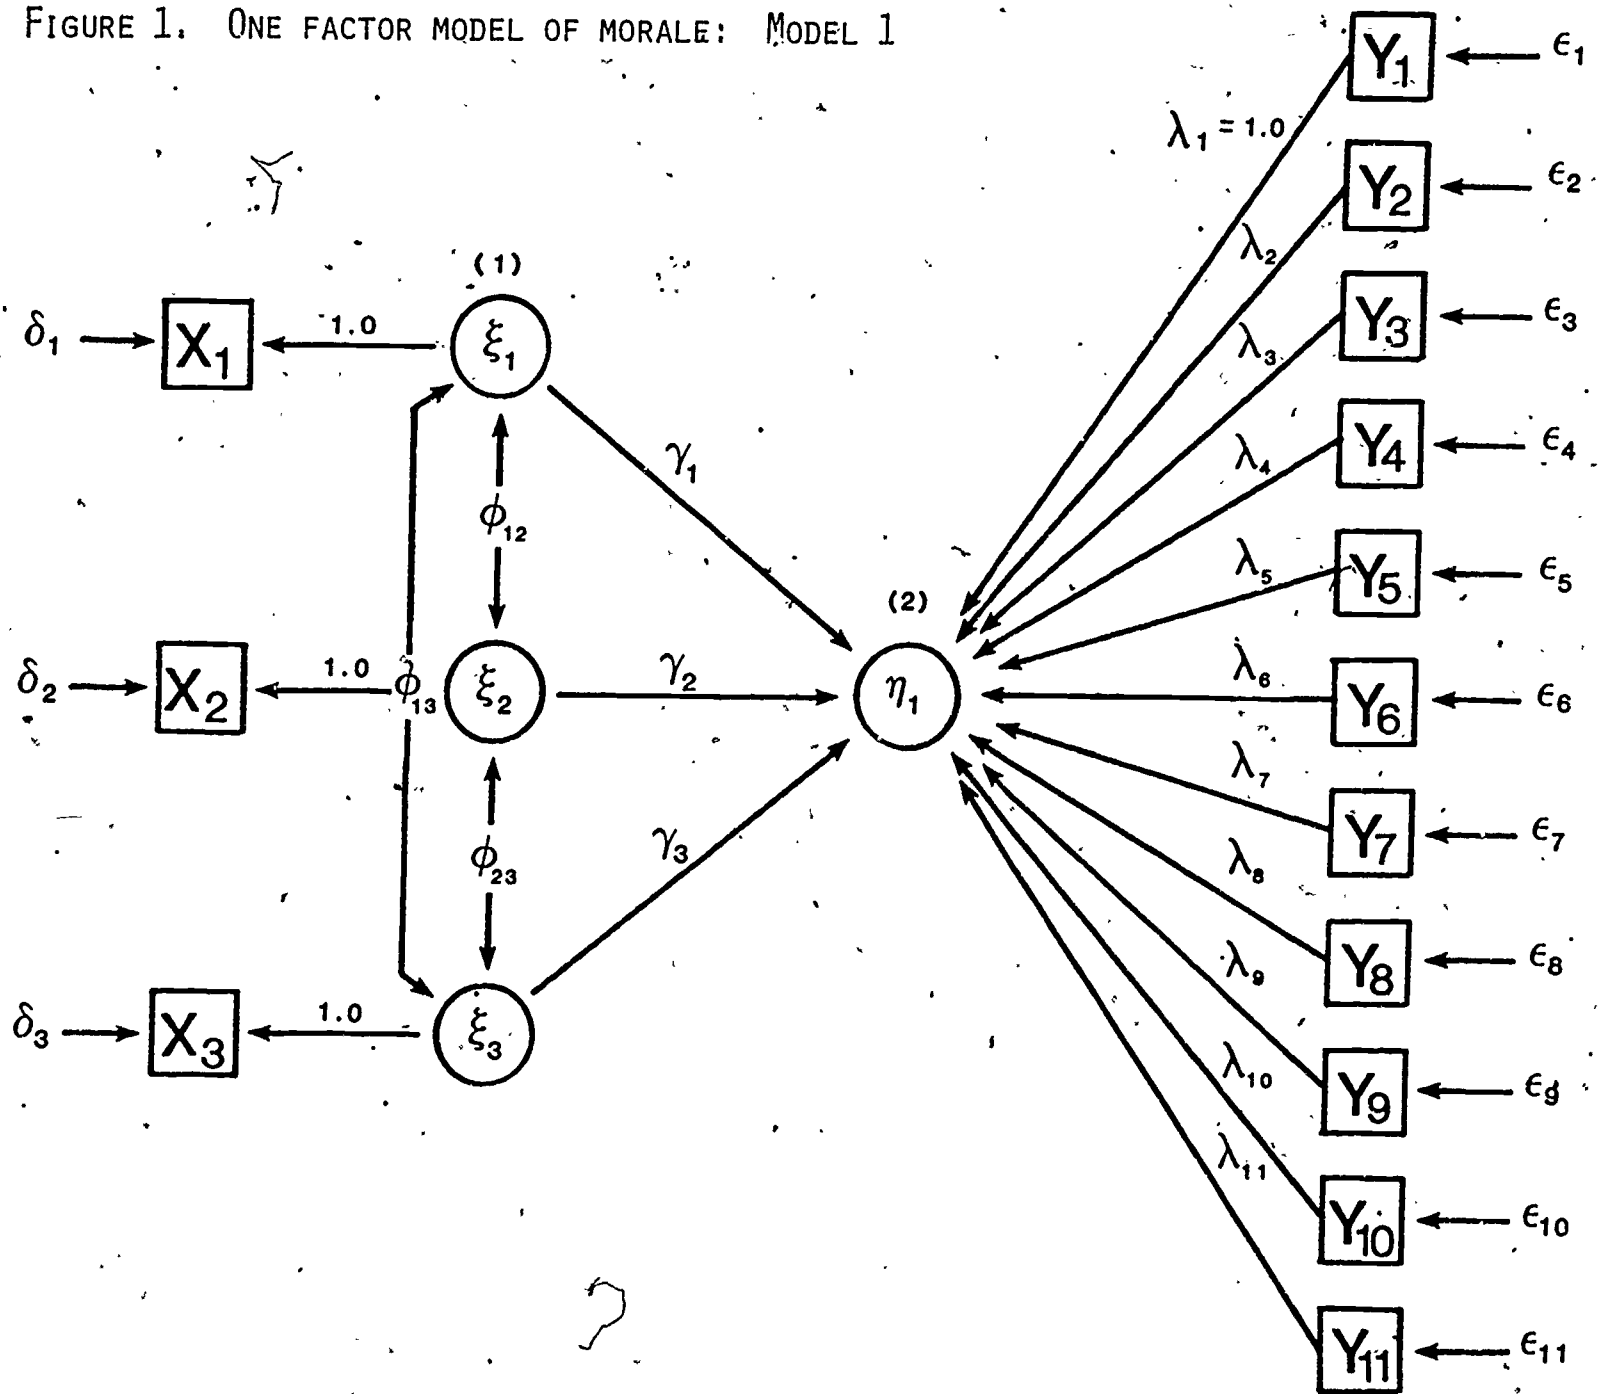 FIGURE 1. ONE FACTOR MODEL OF MORALE: MODEL 1
Y1 ϵ1
λ1 = 1.0
Y2 ϵ2
λ2
(1)
δ1 X1 1.0 ξ1
Y3 ϵ3
λ3
γ1
λ4 Y4 ϵ4
ϕ12
λ5 Y5 ϵ5
(2)
δ2 X2 1.0 ϕ13 ξ2 γ2 η1
λ6 Y6 ϵ6
λ7
γ3 Y7 ϵ7
ϕ23 λ8
λ9 Y8 ϵ8
δ3 X3 1.0 ξ3
λ10 Y9 ϵ9
λ11
Y10 ϵ10
Y11 ϵ11